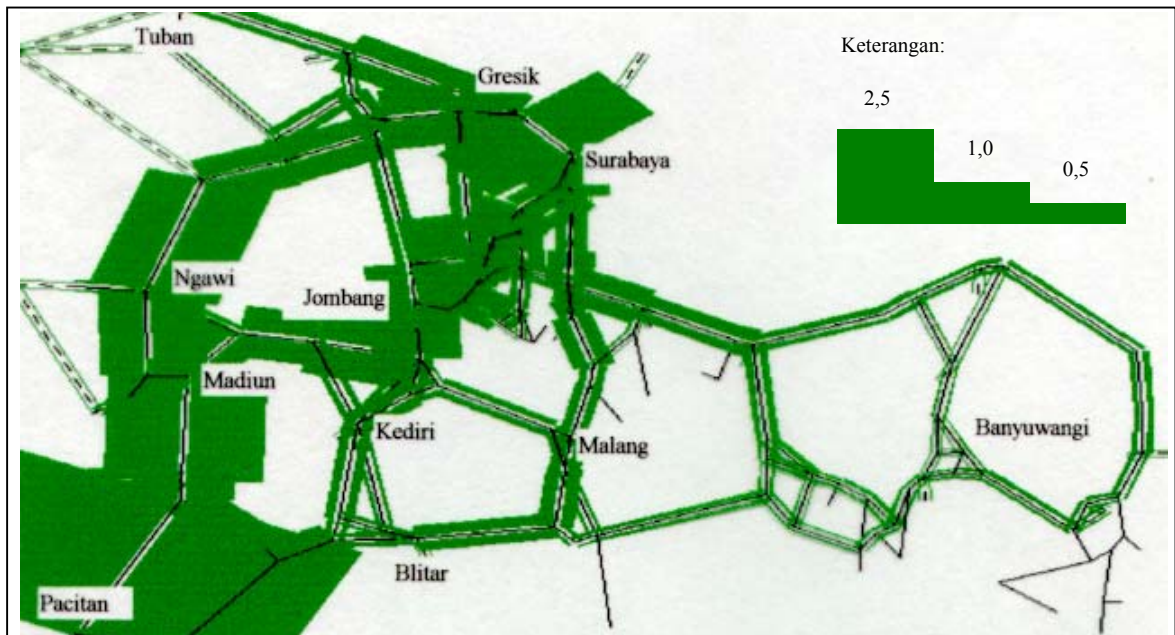 Tuban
Keterangan:
Gresik
2,5
1,0
0,5
Surabaya
Ngawi
Jombang
Madiun
Kediri
Malang
Banyuwangi
Blitar
Pacitan